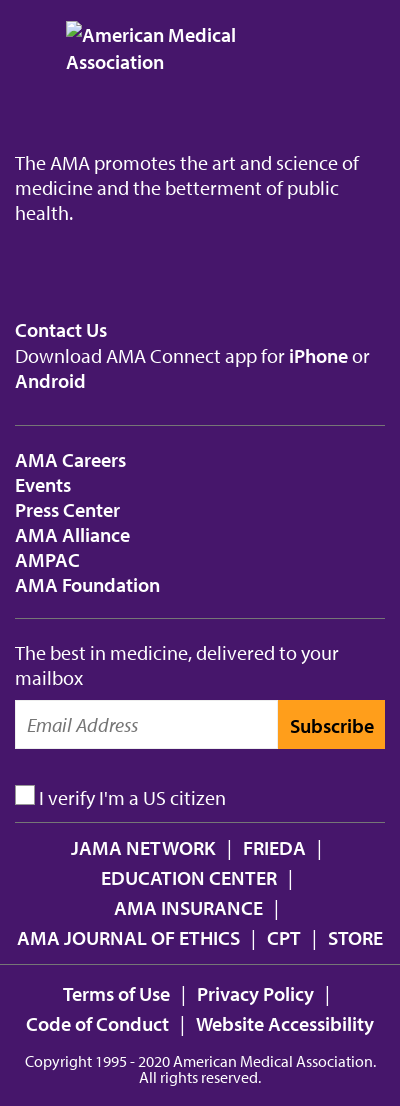 American Medical
Association
The AMA promotes the art and science of
medicine and the betterment of public
health.
Contact Us
Download AMA Connect app for iPhone or
Android
AMA Careers
Events
Press Center
AMA Alliance
AMPAC
AMA Foundation
The best in medicine, delivered to your
mailbox
Email Address Subscribe
I verify I'm a US citizen
JAMA NETWORK | FRIEDA |
EDUCATION CENTER |
AMA INSURANCE |
AMA JOURNAL OF ETHICS | CPT | STORE
Terms of Use | Privacy Policy |
Code of Conduct | Website Accessibility
Copyright 1995 - 2020 American Medical Association.
All rights reserved.